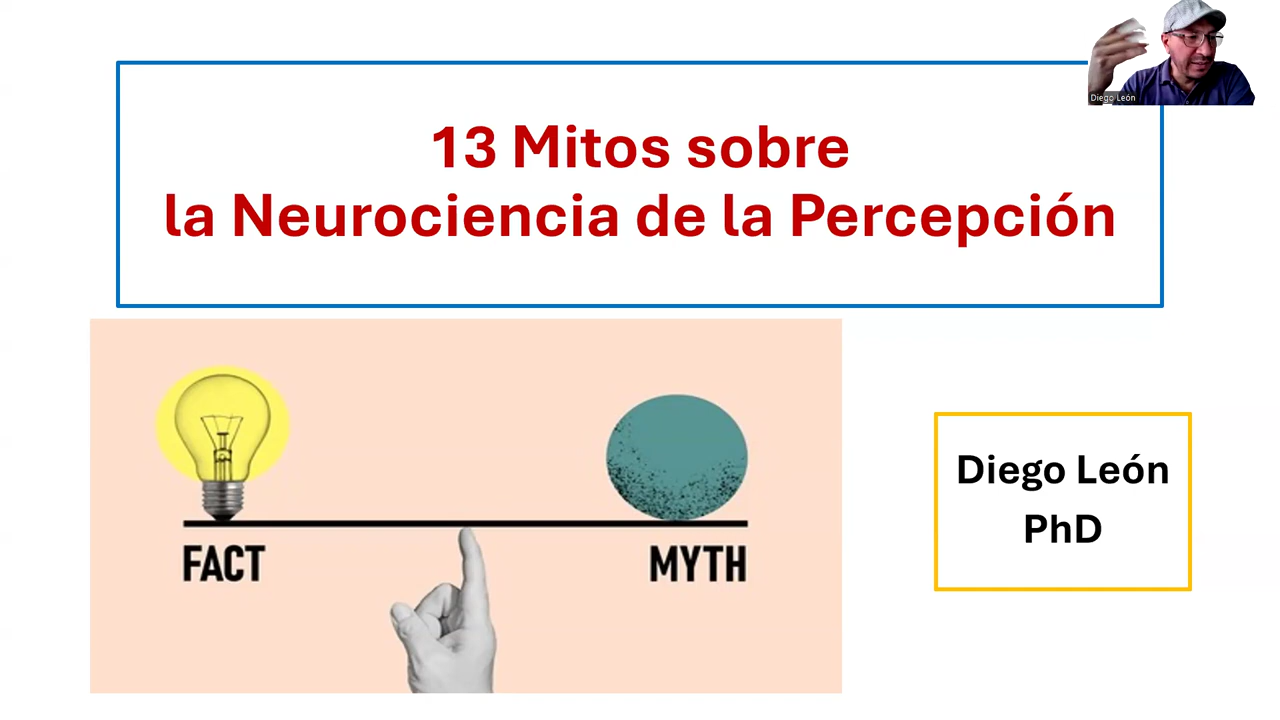 13 Mitos sobre
la Neurociencia de la Percepción
Diego León
FACT
MYTH
Diego León
PhD